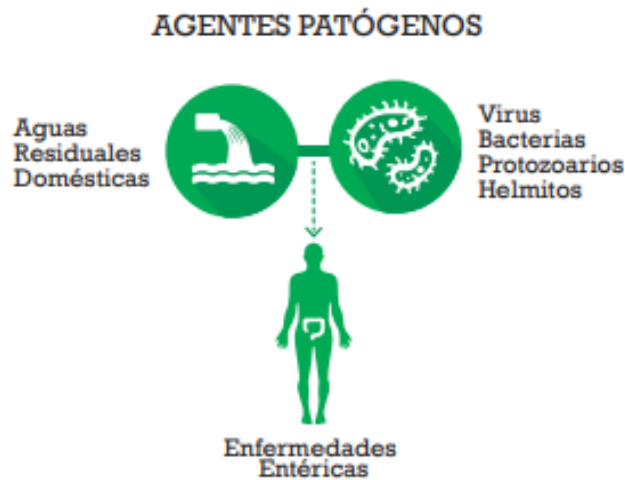 AGENTES PATÓGENOS
Aguas
Residuales
Domésticas
Virus
Bacterias
Protozoarios
Helmitos
Enfermedades
Entéricas